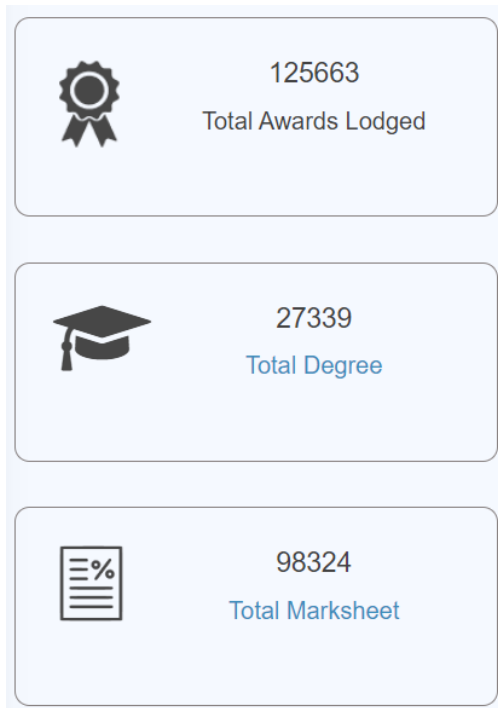 125663
Total Awards Lodged
27339
Total Degree
%
98324
Total Marksheet